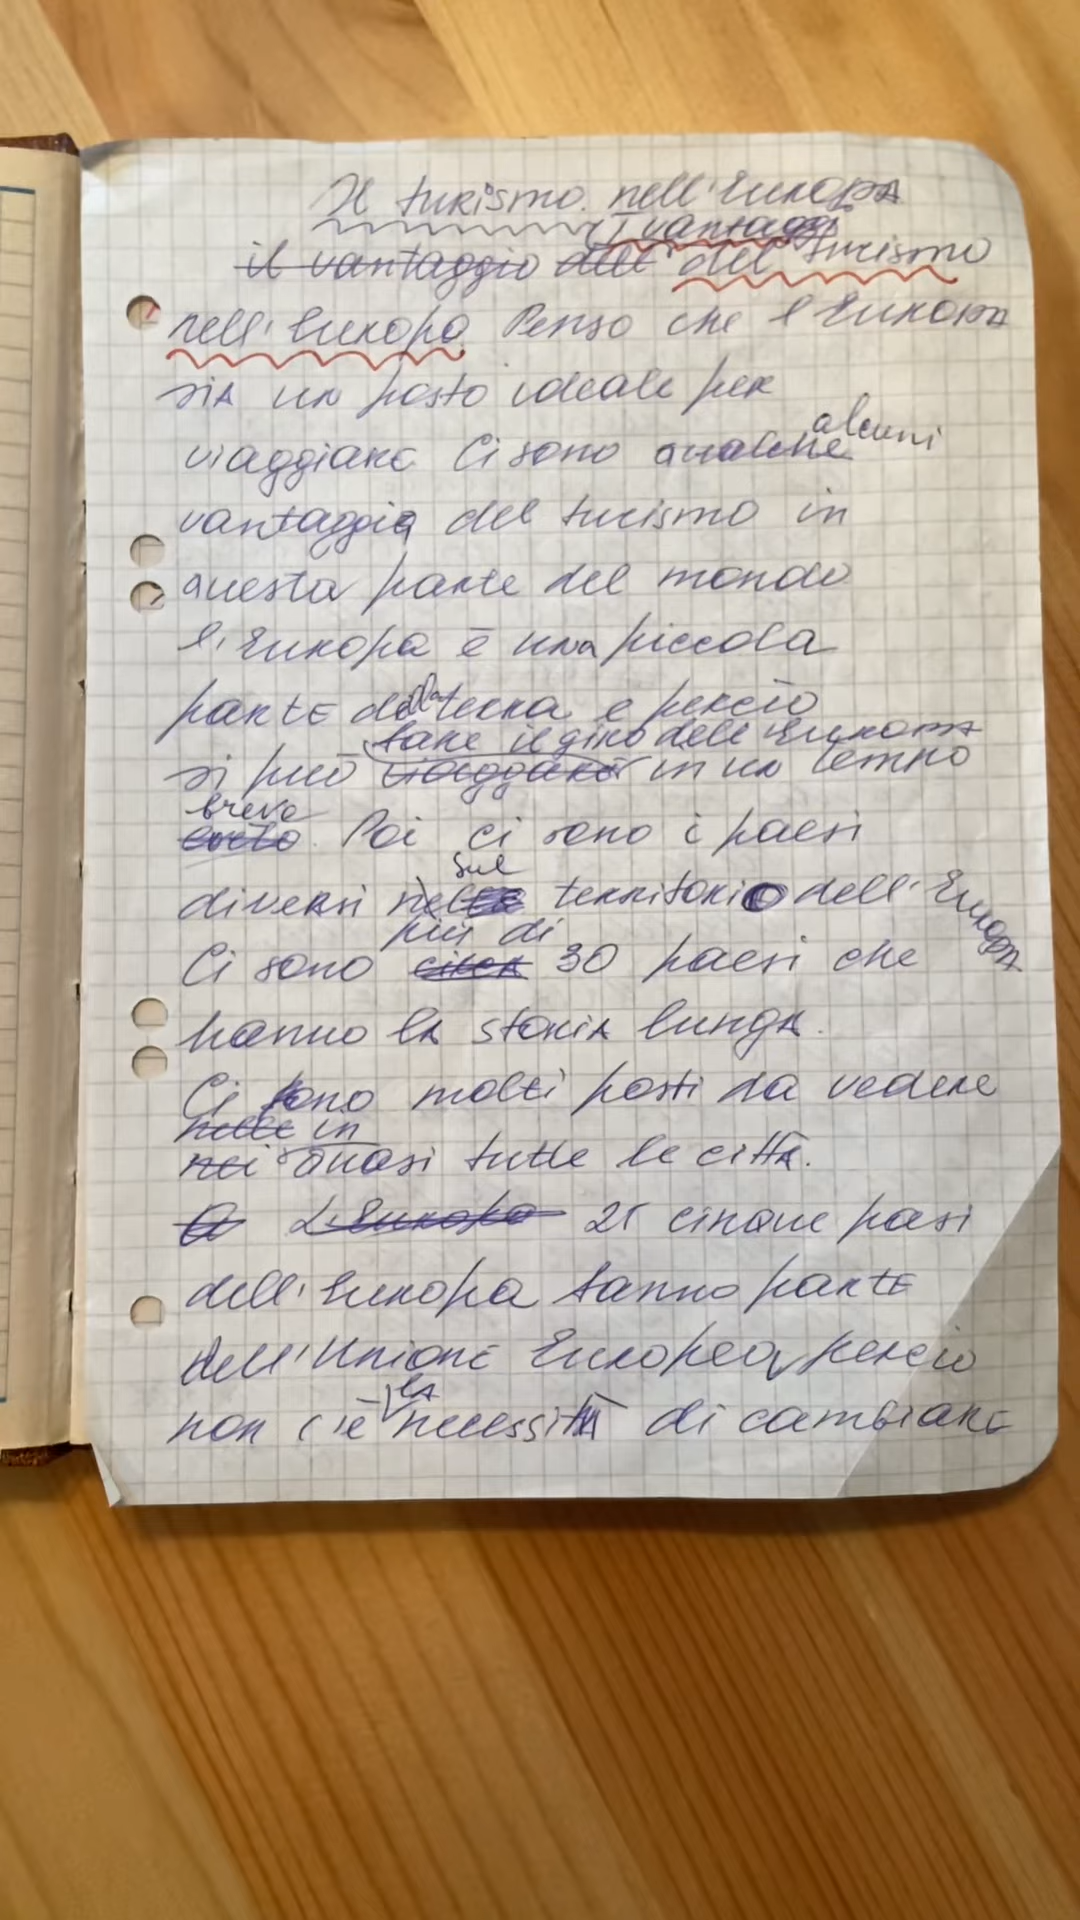 Il turismo nell'Europa
I vantaggi
il vantaggio dell del turismo
nell'Europa. Penso che l'Europa
sia un posto ideale per
viaggiare Ci sono qualche alcuni
vantaggi del turismo in
questa parte del mondo
l'Europa è una piccola
parte della terra e perciò
fare il giro dell'Europa
si può viaggiare in un tempo
breve
. Poi ci sono i paesi
sul
diversi territorio dell'Europa
più di
Ci sono circa 30 paesi che
hanno la storia lunga.
Ci sono molti posti da vedere
nelle in
nei quasi tutte le città.
L'Europa 25 cinque pasi
dell'Europa fanno parte
dell'Unione Europea, perciò
la
non c'è necessità di cambiare